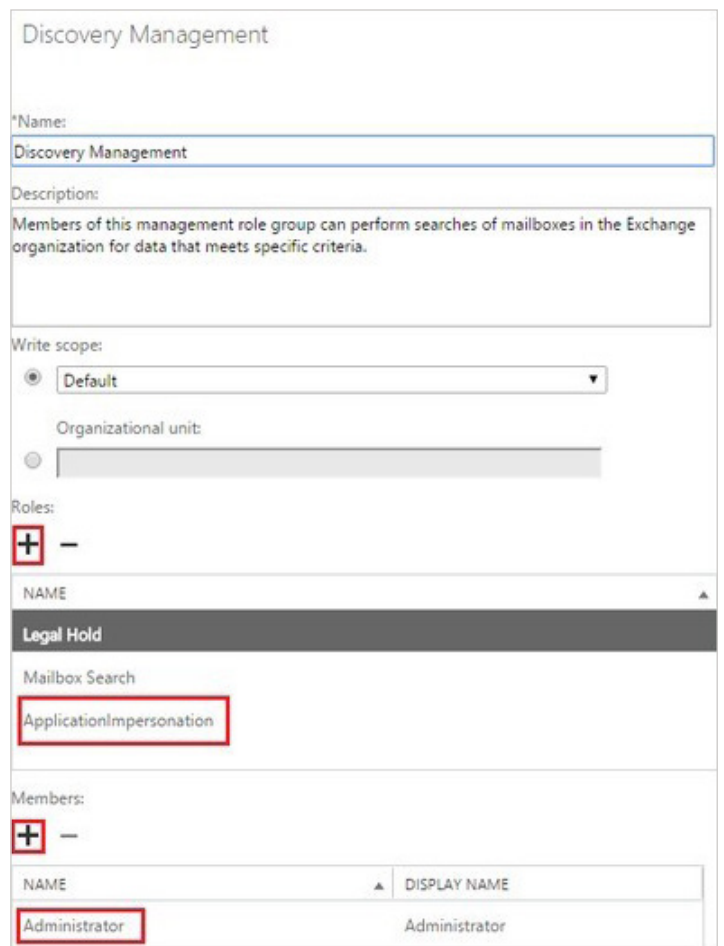 Discovery Management
*Name:
Discovery Management
Description:
Members of this management role group can perform searches of mailboxes in the Exchange
organization for data that meets specific criteria.
Write scope:
Default
Organizational unit:
Roles:
NAME
Legal Hold
Mailbox Search
ApplicationImpersonation
Members:
NAME DISPLAY NAME
Administrator Administrator